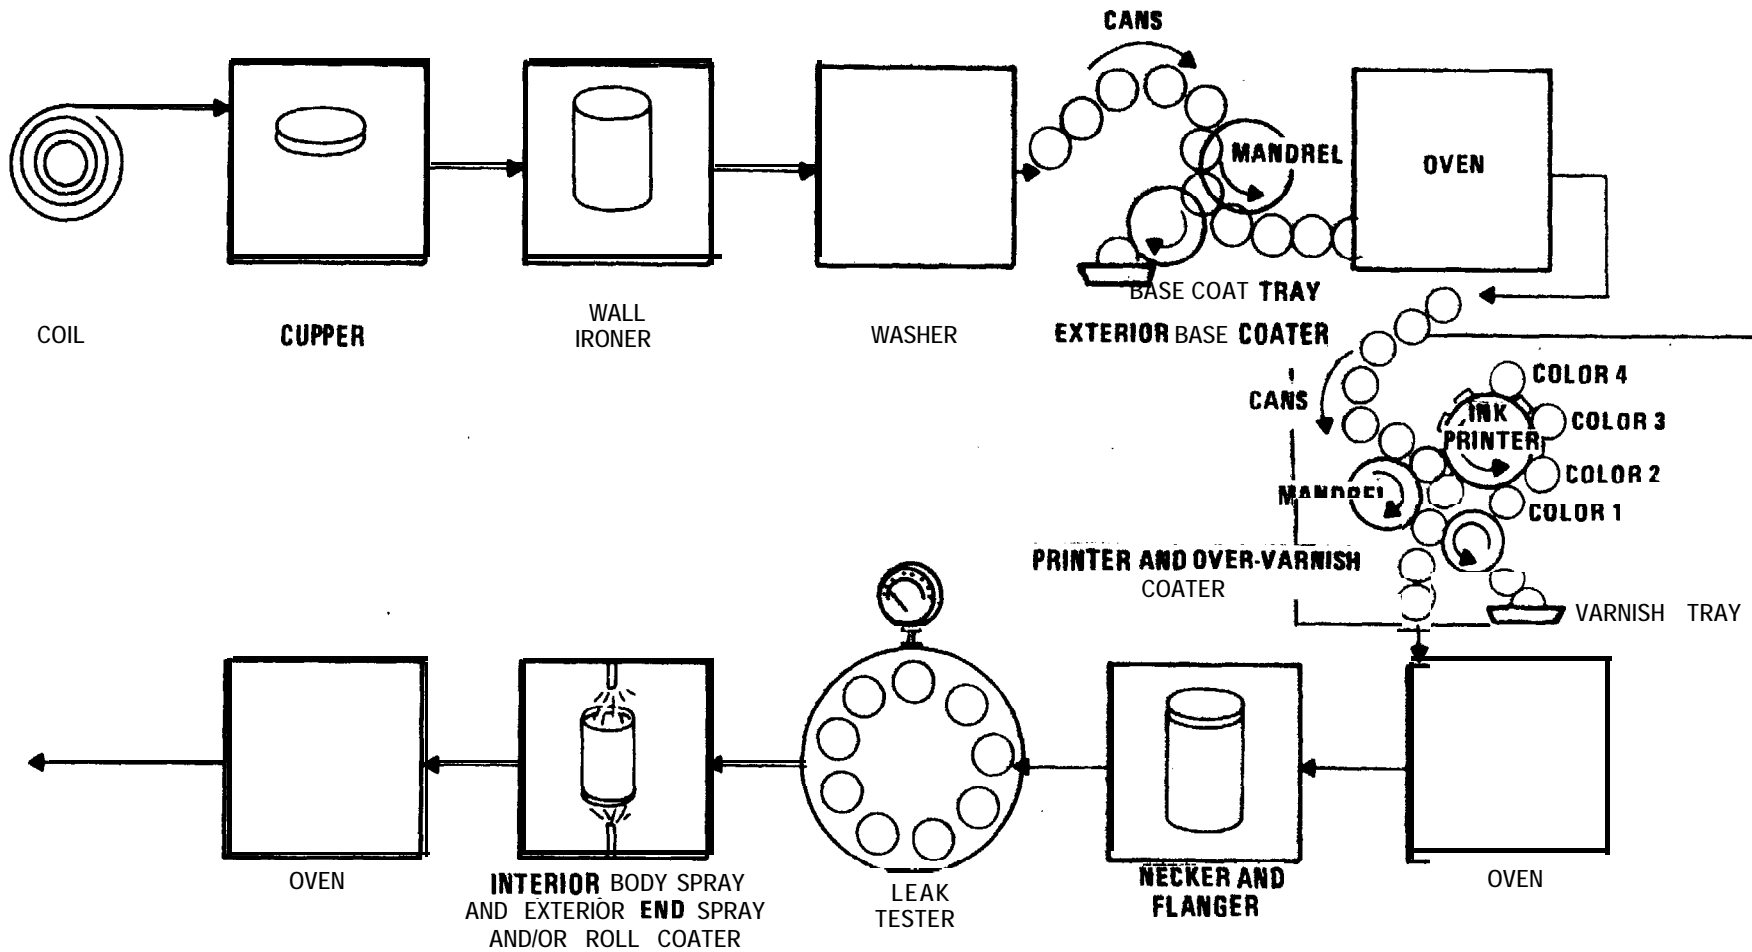 CANS
MANDREL
OVEN
BASE COAT TRAY
COIL
CUPPER
WALL
IRONER
WASHER
EXTERIOR BASE COATER
CANS
COLOR 4
INK
PRINTER
COLOR 3
COLOR 2
MANDREL
COLOR 1
PRINTER AND OVER-VARNISH
COATER
VARNISH TRAY
OVEN
INTERIOR BODY SPRAY
AND EXTERIOR END SPRAY
AND/OR ROLL COATER
LEAK
TESTER
NECKER AND
FLANGER
OVEN